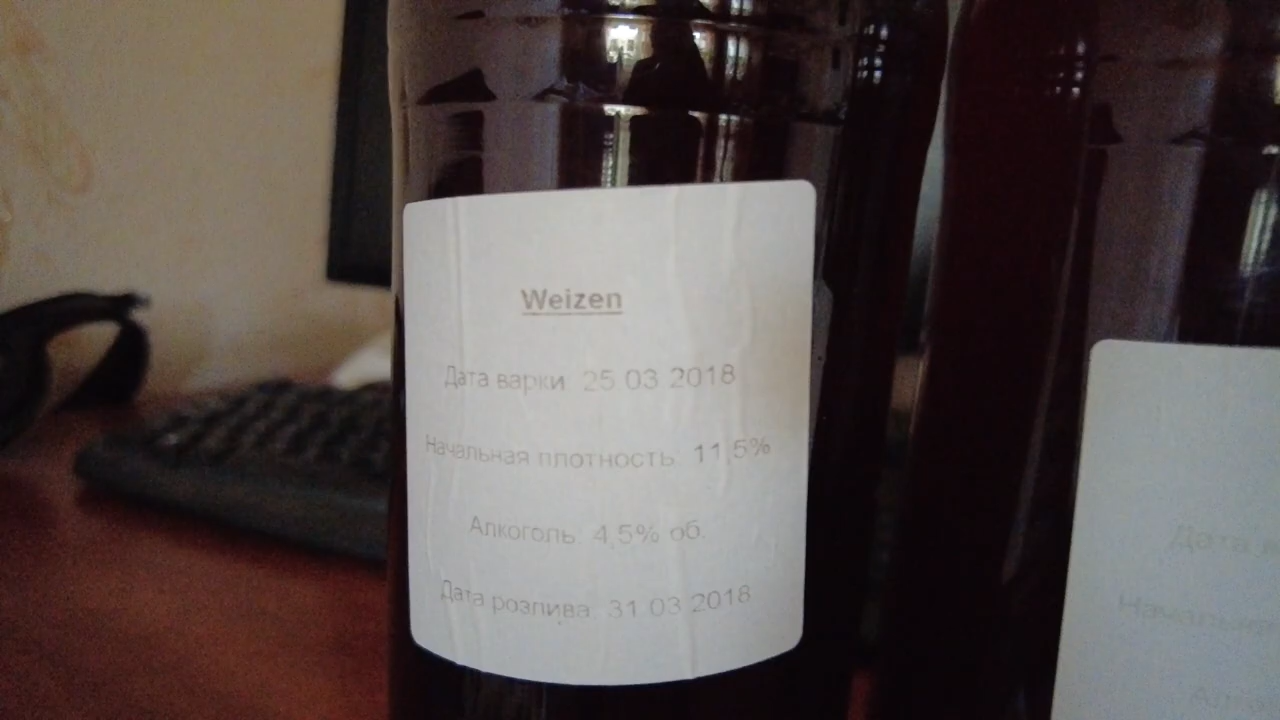 Weizen
Дата варки: 25.03.2018
Начальная плотность: 11,5%
Алкоголь: 4,5% об.
Дата розлива: 31.03.2018
Дата